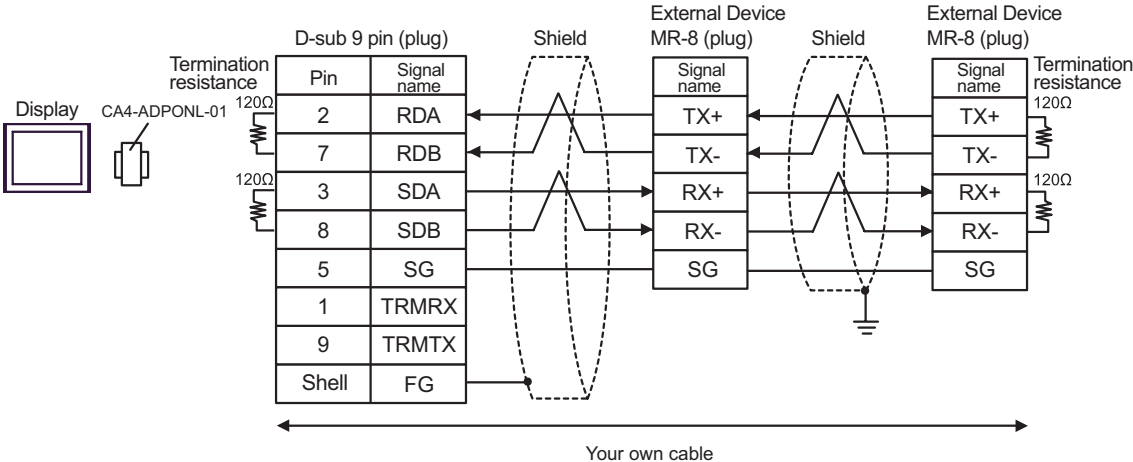 Display
CA4-ADPONL-01
Termination
resistance
120Ω
120Ω
D-sub 9 pin (plug)
Pin Signal name
2 RDA
7 RDB
3 SDA
8 SDB
5 SG
1 TRMRX
9 TRMTX
Shell FG
Shield
External Device
MR-8 (plug)
Signal
name
TX+
TX-
RX+
RX-
SG
Shield
External Device
MR-8 (plug)
Signal
name
TX+
TX-
RX+
RX-
SG
Termination
resistance
120Ω
120Ω
Your own cable